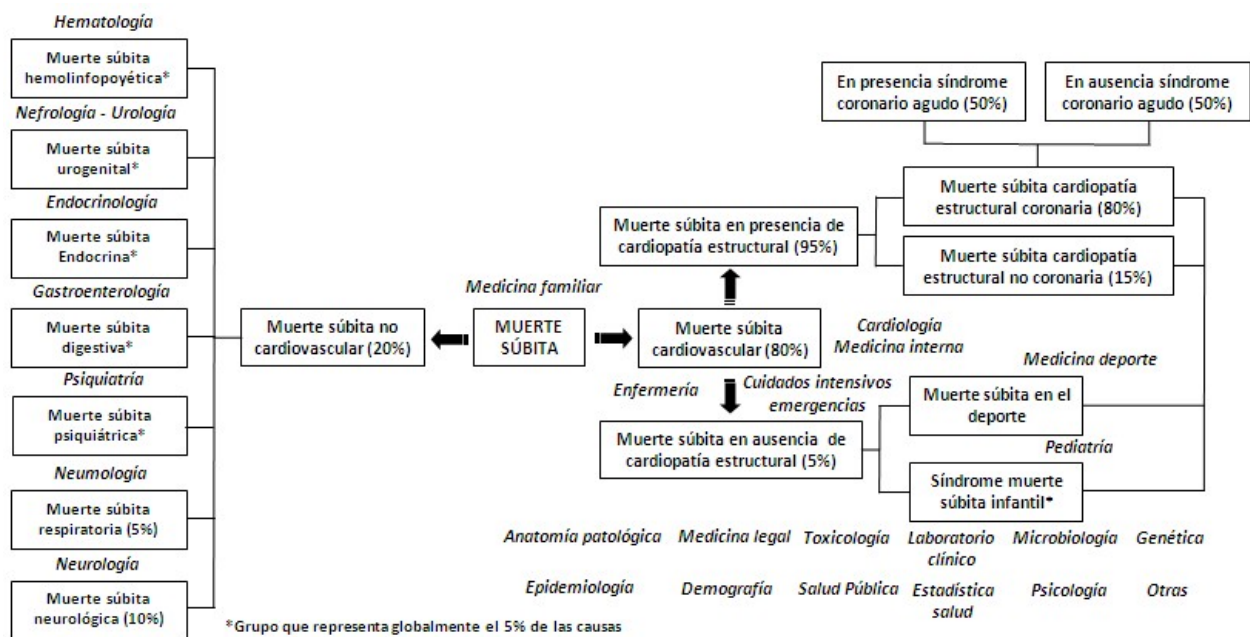 Hematología
Muerte súbita
hemolinfopoyética*
Nefrología - Urología
Muerte súbita
urogenital*
Endocrinología
Muerte súbita
Endocrina*
Gastroenterología
Muerte súbita
digestiva*
Psiquiatría
Muerte súbita
psiquiátrica*
Neumología
Muerte súbita
respiratoria (5%)
Neurología
Muerte súbita
neurológica (10%)
Muerte súbita no
cardiovascular (20%)
Medicina familiar
MUERTE
SÚBITA
Muerte súbita
cardiovascular (80%)
Enfermería
Cuidados intensivos
emergencias
Cardiología
Medicina interna
Muerte súbita en presencia de
cardiopatía estructural (95%)
En presencia síndrome
coronario agudo (50%)
En ausencia síndrome
coronario agudo (50%)
Muerte súbita cardiopatía
estructural coronaria (80%)
Muerte súbita cardiopatía
estructural no coronaria (15%)
Muerte súbita en ausencia de
cardiopatía estructural (5%)
Medicina deporte
Muerte súbita en el
deporte
Pediatría
Síndrome muerte
súbita infantil*
Anatomía patológica
Medicina legal
Toxicología
Laboratorio
clínico
Microbiología
Genética
Epidemiología
Demografía
Salud Pública
Estadística
salud
Psicología
Otras
*Grupo que representa globalmente el 5% de las causas